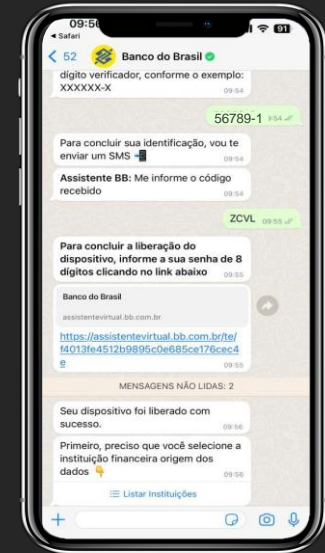 09:56
91
Safari
52
Banco do Brasil
dígito verificador, conforme o exemplo:
XXXXXX-X
09:54
56789-1 9:54
Para concluir sua identificação, vou te
enviar um SMS
09:54
Assistente BB: Me informe o código
recebido
09:54
ZCVL 09:55
Para concluir a liberação do
dispositivo, informe a sua senha de 8
dígitos clicando no link abaixo
09:55
Banco do Brasil
assistentevirtual.bb.com.br
https://assistentevirtual.bb.com.br/te/
f4013fe4512b9895c0e685ce176cec4
e
09:55
MENSAGENS NÃO LIDAS: 2
Seu dispositivo foi liberado com
sucesso.
09:56
Primeiro, preciso que você selecione a
instituição financeira origem dos
dados
09:56
Listar Instituições